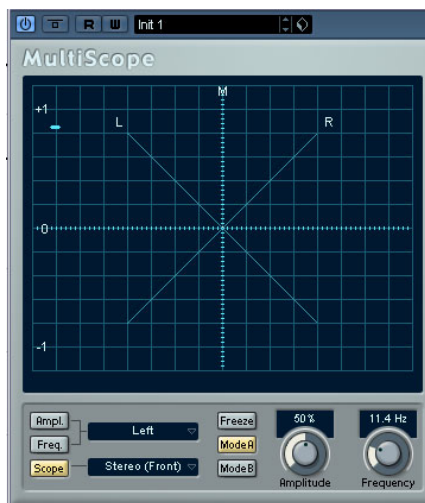 R W Init 1
MultiScope
M
+1
L R
+0
-1
Ampl. Left Freeze 50 % 11.4 Hz
Freq. Mode A
Scope Stereo (Front) Mode B
Amplitude Frequency